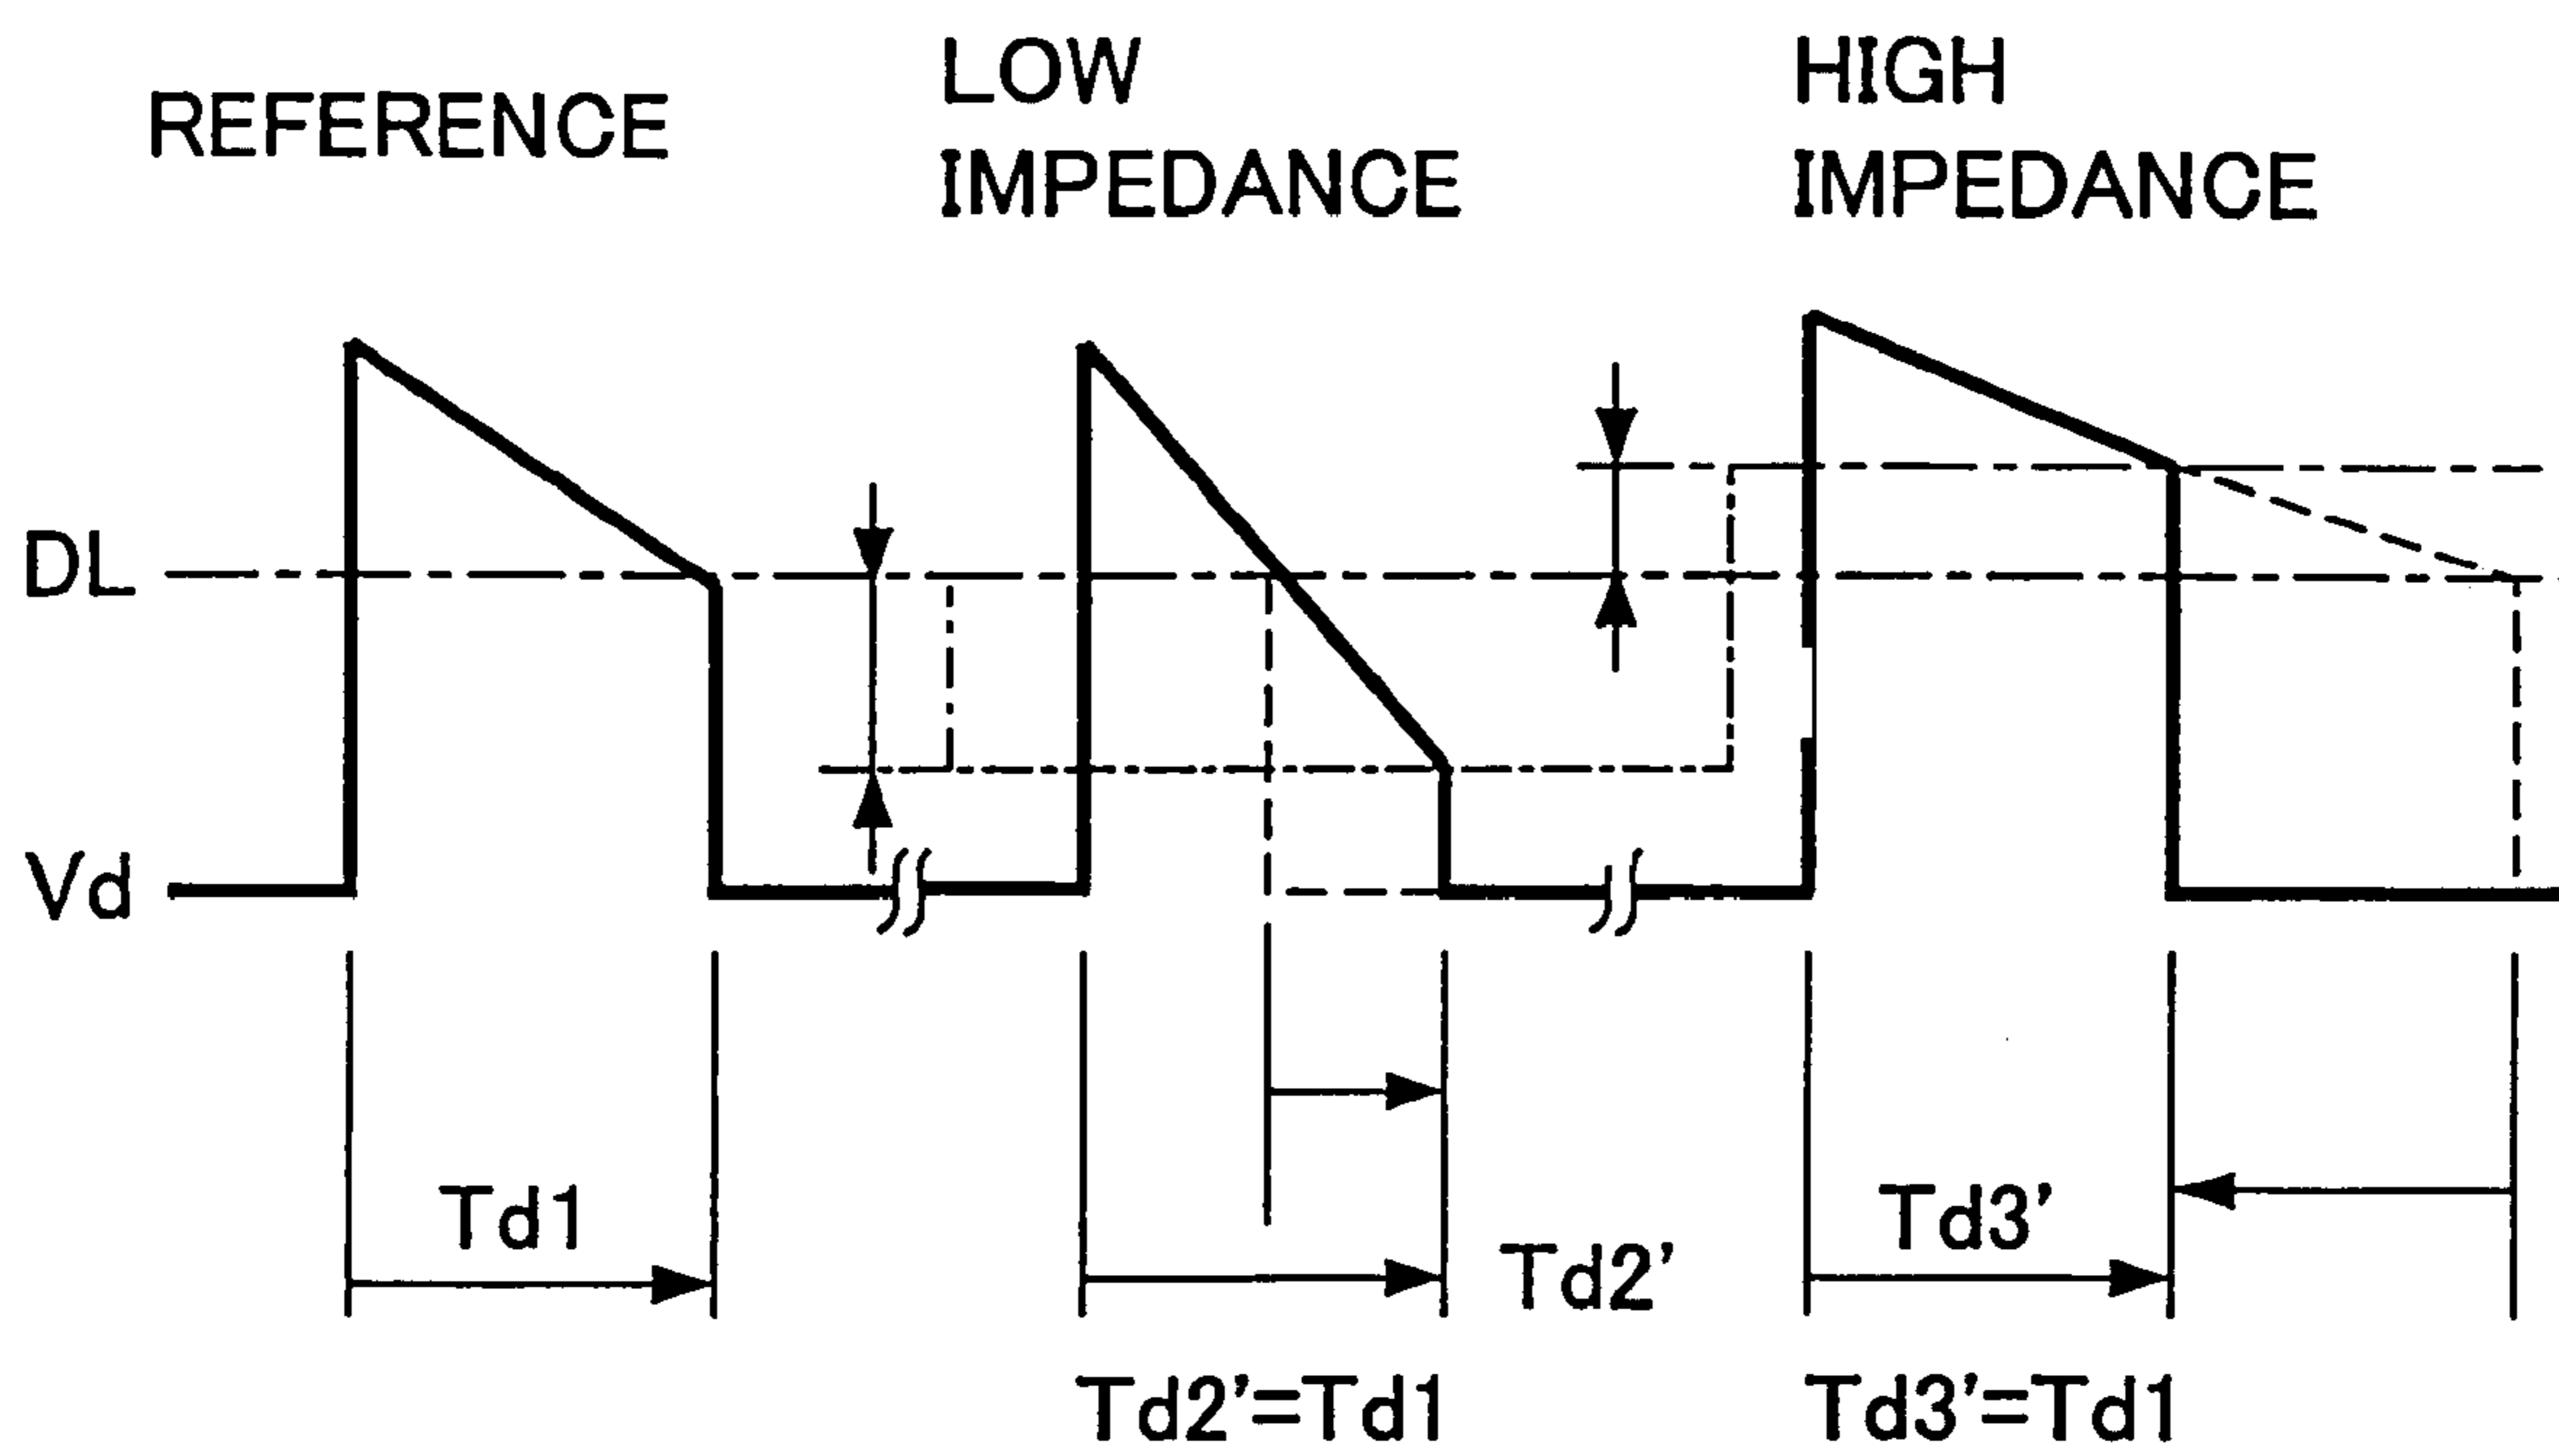 REFERENCE
LOW
IMPEDANCE
HIGH
IMPEDANCE
DL
Vd
Td1
Td2'
Td3'
Td2'=Td1
Td3'=Td1